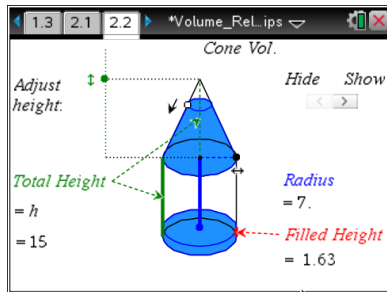 1.3 2.1 2.2 *Volume_Rel...ips
Cone Vol.
Adjust height:
Hide Show
Total Height
= h
= 15
Radius
= 7.
Filled Height
= 1.63